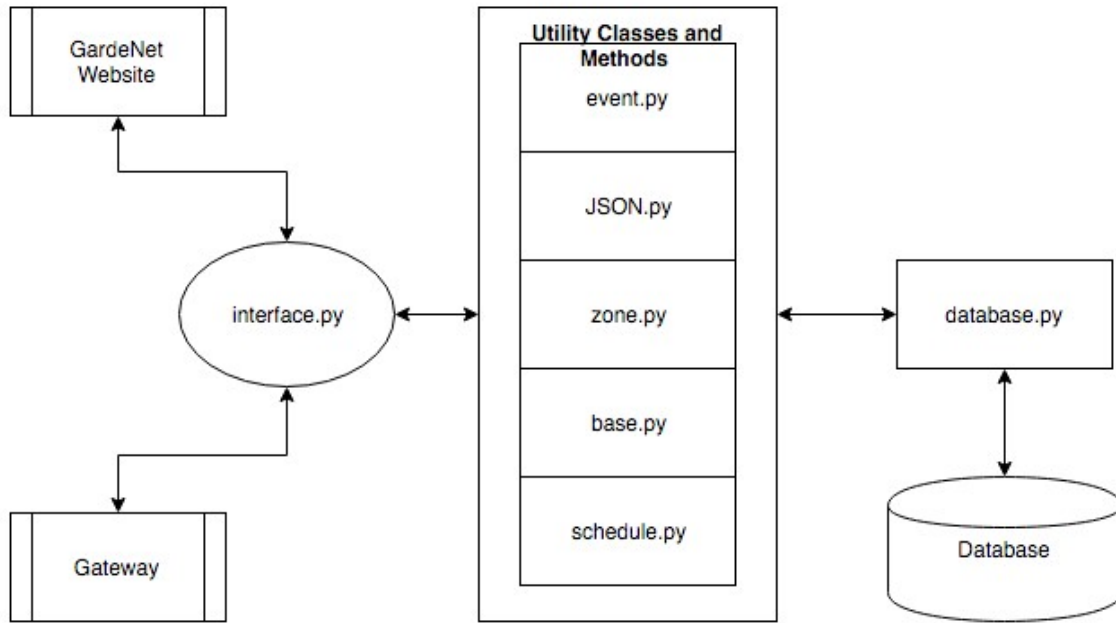 GardeNet
Website
Utility Classes and
Methods
event.py
JSON.py
zone.py
base.py
schedule.py
interface.py
database.py
Gateway
Database